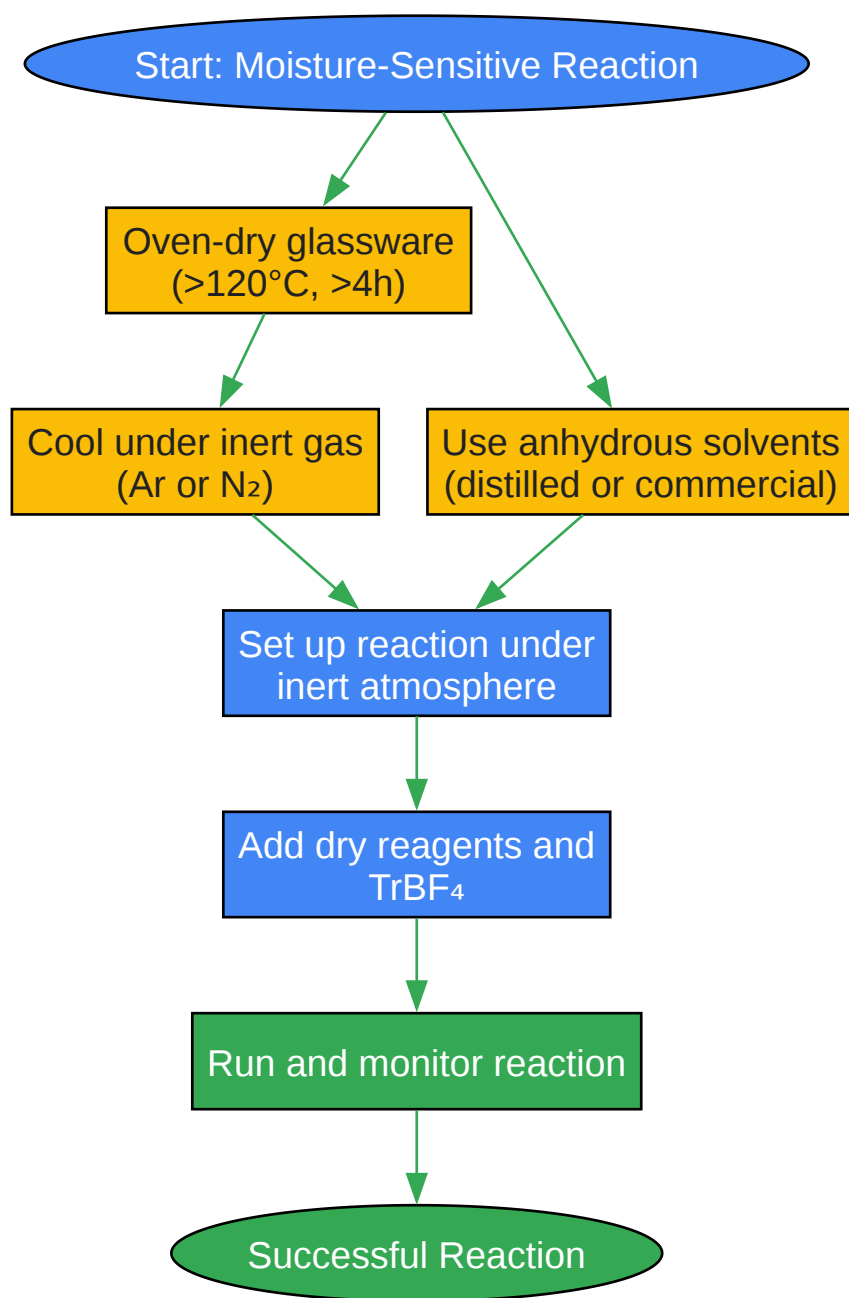 Start: Moisture-Sensitive Reaction
Oven-dry glassware
(>120°C, >4h)
Cool under inert gas
(Ar or N₂)
Use anhydrous solvents
(distilled or commercial)
Set up reaction under
inert atmosphere
Add dry reagents and
TrBF₄
Run and monitor reaction
Successful Reaction